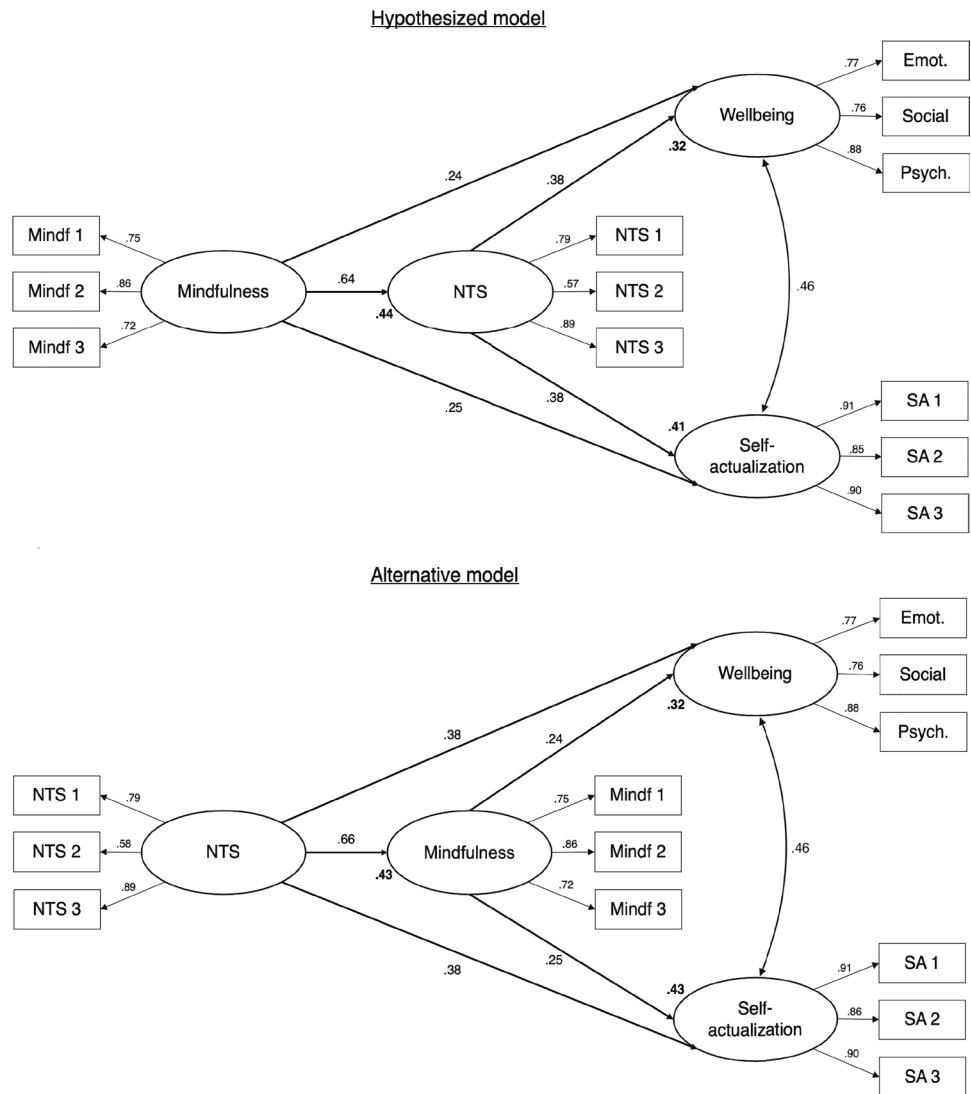 Hypothesized model
.77
Emot.
Wellbeing
.76
Social
.32
.88
Psych.
.24
.38
Mindf 1
.75
.79
NTS 1
Mindf 2
.86
Mindfulness
.64
NTS
.57
NTS 2
.46
.44
Mindf 3
.72
.89
NTS 3
.25
.38
.41
.91
SA 1
Self-
actualization
.85
SA 2
.90
SA 3
Alternative model
.77
Emot.
Wellbeing
.76
Social
.32
.88
Psych.
.38
.24
NTS 1
.79
.75
Mindf 1
NTS 2
.58
NTS
.66
Mindfulness
.86
Mindf 2
.46
.43
NTS 3
.89
.72
Mindf 3
.38
.25
.43
.91
SA 1
Self-
actualization
.86
SA 2
.90
SA 3